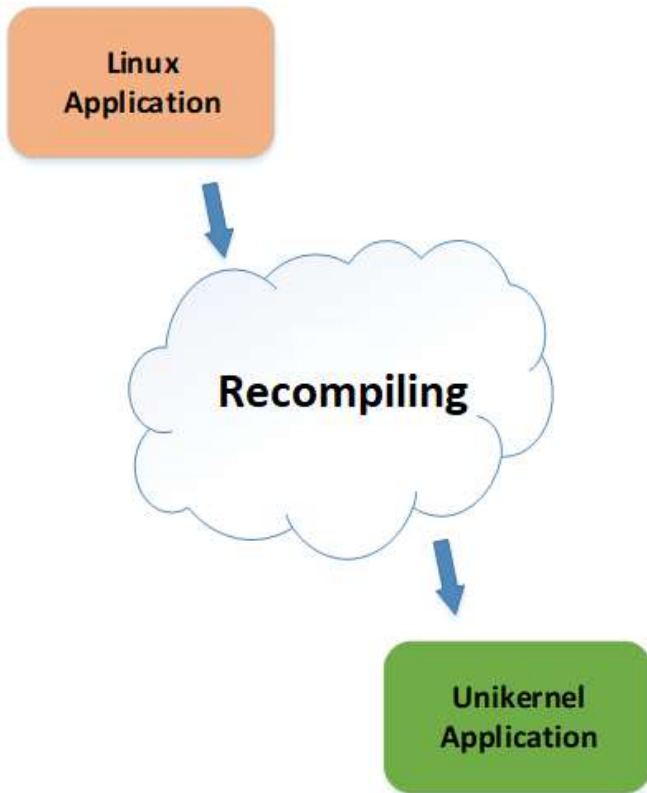 Linux
Application
Recompiling
Unikernel
Application